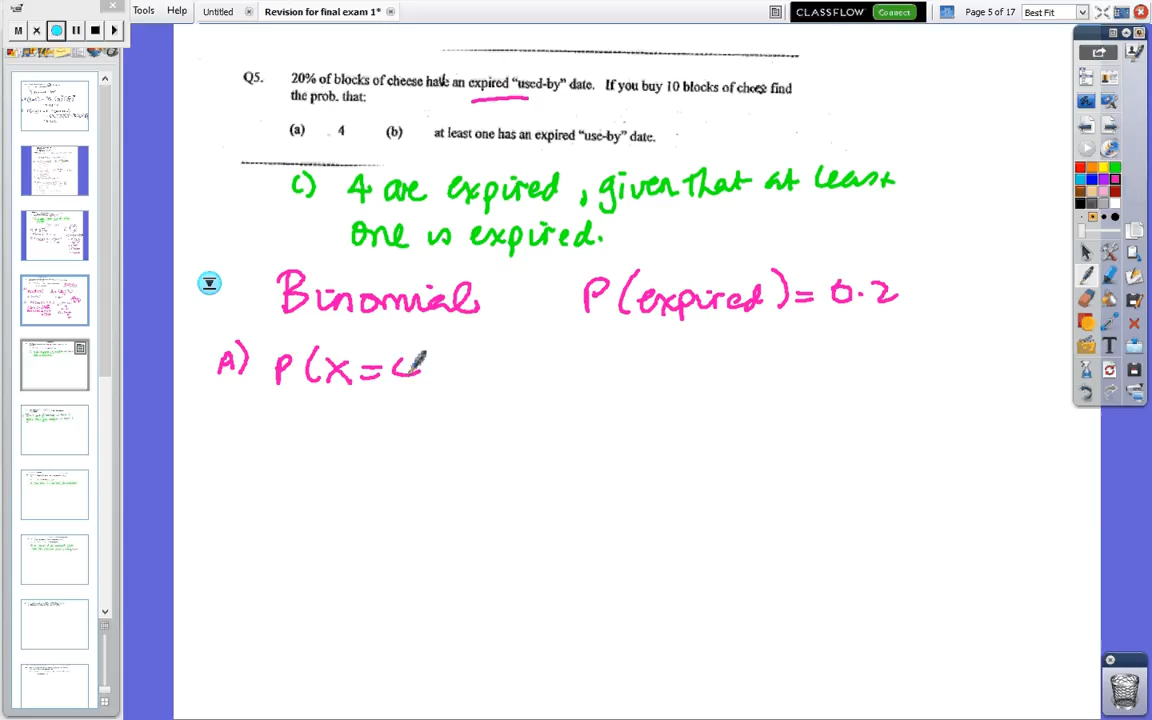 Tools Help Untitled Revision for final exam 1* CLASSFLOW Connect Page 5 of 17 Best Fit
M
Q5. 20% of blocks of cheese have an expired "used-by" date. If you buy 10 blocks of cheese find
the prob. that:
(a) 4 (b) at least one has an expired "use-by" date.
c) 4 are expired, given that at least
one is expired.
Binomial P(expired) = 0.2
A) P(X=
T